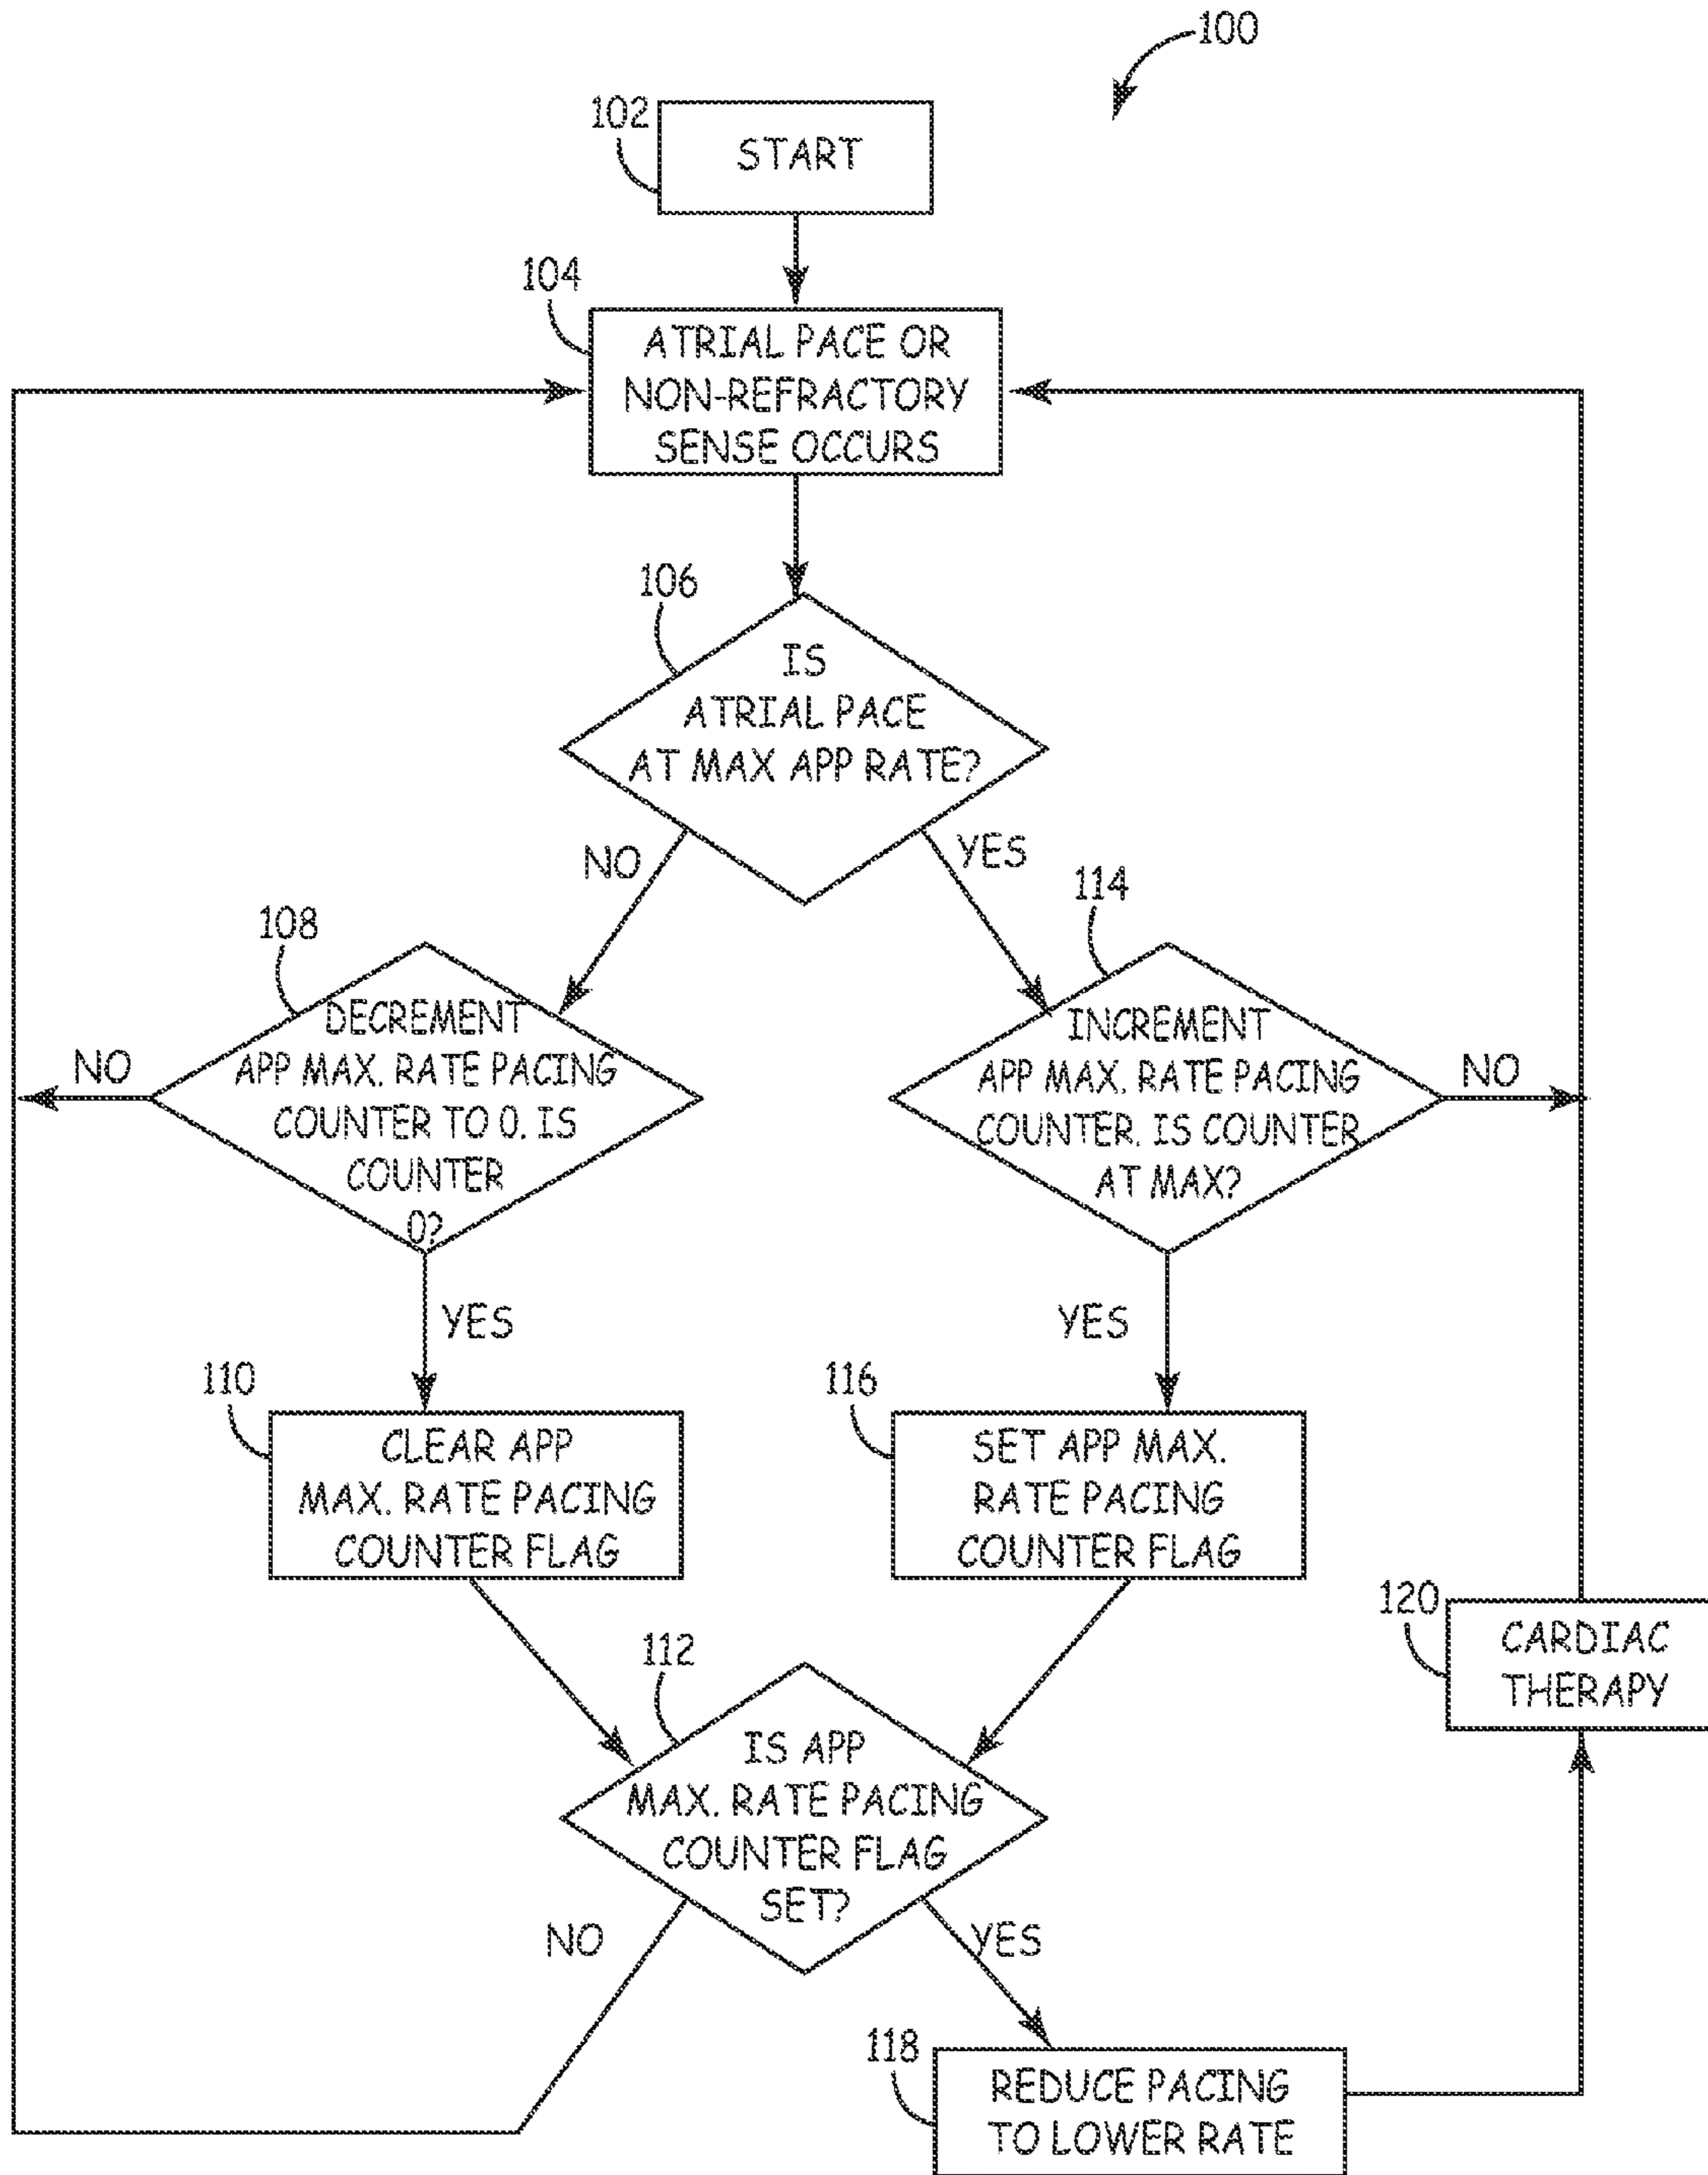 100
102
START
104
ATRIAL PACE OR
NON-REFRACTORY
SENSE OCCURS
106
IS
ATRIAL PACE
AT MAX APP RATE?
NO
YES
108
DECREMENT
APP MAX. RATE PACING
COUNTER TO 0. IS
COUNTER
0?
NO
YES
114
INCREMENT
APP MAX. RATE PACING
COUNTER. IS COUNTER
AT MAX?
NO
YES
110
CLEAR APP
MAX. RATE PACING
COUNTER FLAG
116
SET APP MAX.
RATE PACING
COUNTER FLAG
112
IS APP
MAX. RATE PACING
COUNTER FLAG
SET?
NO
YES
120
CARDIAC
THERAPY
118
REDUCE PACING
TO LOWER RATE